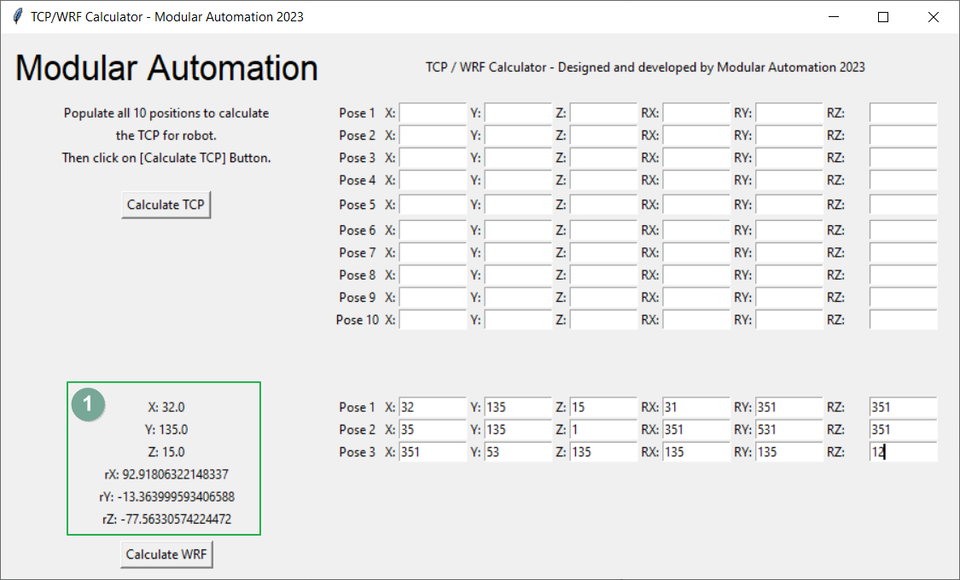 TCP/WRF Calculator - Modular Automation 2023
Modular Automation
TCP / WRF Calculator - Designed and developed by Modular Automation 2023
Populate all 10 positions to calculate
the TCP for robot.
Then click on [Calculate TCP] Button.
Calculate TCP
Pose 1 X: Y: Z: RX: RY: RZ:
Pose 2 X: Y: Z: RX: RY: RZ:
Pose 3 X: Y: Z: RX: RY: RZ:
Pose 4 X: Y: Z: RX: RY: RZ:
Pose 5 X: Y: Z: RX: RY: RZ:
Pose 6 X: Y: Z: RX: RY: RZ:
Pose 7 X: Y: Z: RX: RY: RZ:
Pose 8 X: Y: Z: RX: RY: RZ:
Pose 9 X: Y: Z: RX: RY: RZ:
Pose 10 X: Y: Z: RX: RY: RZ:
1
X: 32.0
Y: 135.0
Z: 15.0
rX: 92.91806322148337
rY: -13.363999593406588
rZ: -77.56330574224472
Calculate WRF
Pose 1 X: 32 Y: 135 Z: 15 RX: 31 RY: 351 RZ: 351
Pose 2 X: 35 Y: 135 Z: 1 RX: 351 RY: 531 RZ: 351
Pose 3 X: 351 Y: 53 Z: 135 RX: 135 RY: 135 RZ: 12